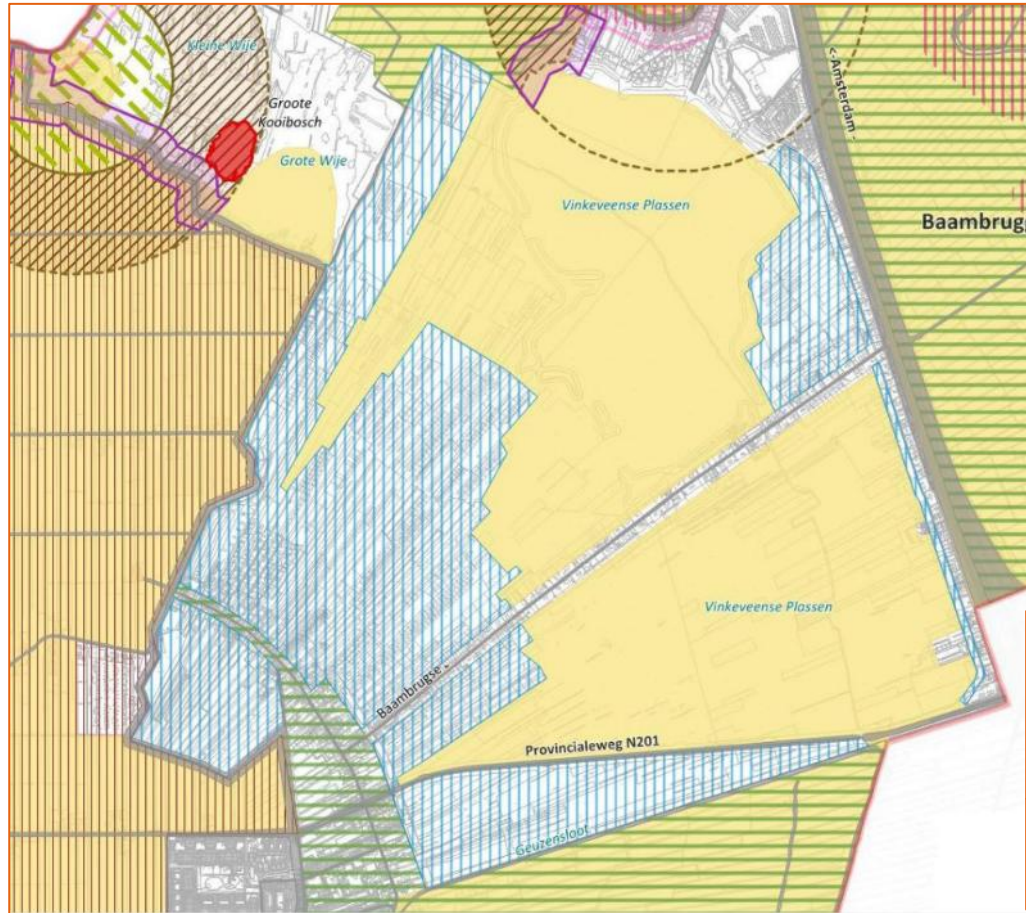 Kleine Wije
<-Amsterdam-
Groote
Kooibosch
Grote Wije
Vinkeveense Plassen
Baambrugg
Vinkeveense Plassen
Baambrugse -
Provincialeweg N201
Geuzensloot